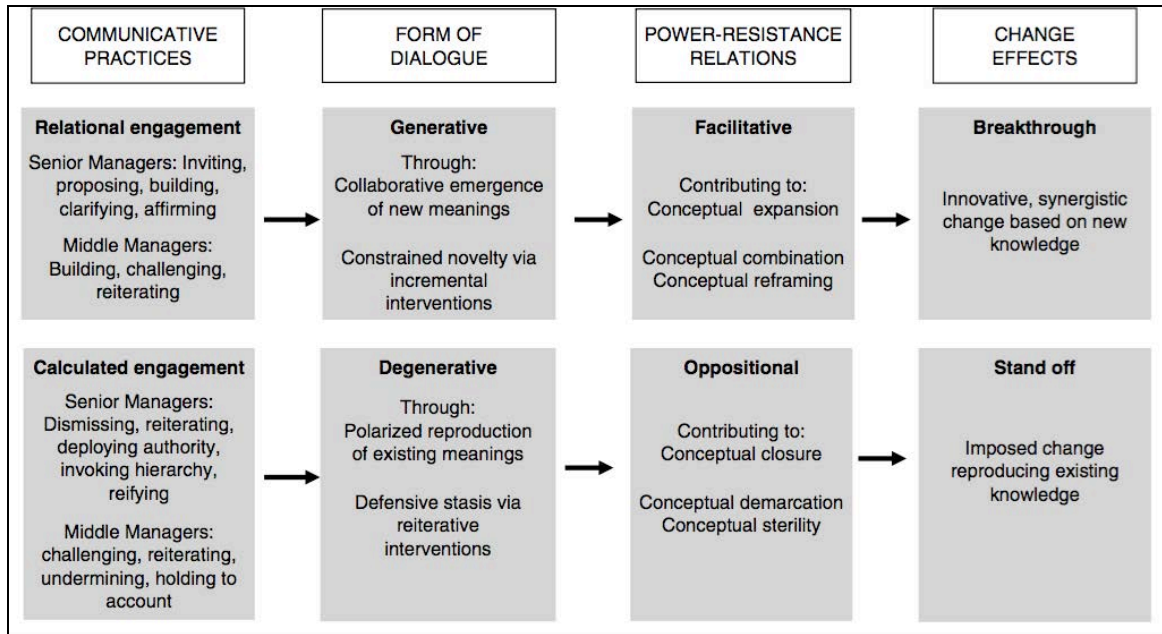 COMMUNICATIVE
PRACTICES
FORM OF
DIALOGUE
POWER-RESISTANCE
RELATIONS
CHANGE
EFFECTS
Relational engagement
Senior Managers: Inviting,
proposing, building,
clarifying, affirming
Middle Managers:
Building, challenging,
reiterating
Generative
Through:
Collaborative emergence
of new meanings
Constrained novelty via
incremental
interventions
Facilitative
Contributing to:
Conceptual expansion
Conceptual combination
Conceptual reframing
Breakthrough
Innovative, synergistic
change based on new
knowledge
Calculated engagement
Senior Managers:
Dismissing, reiterating,
deploying authority,
invoking hierarchy,
reifying
Middle Managers:
challenging, reiterating,
undermining, holding to
account
Degenerative
Through:
Polarized reproduction
of existing meanings
Defensive stasis via
reiterative
interventions
Oppositional
Contributing to:
Conceptual closure
Conceptual demarcation
Conceptual sterility
Stand off
Imposed change
reproducing existing
knowledge